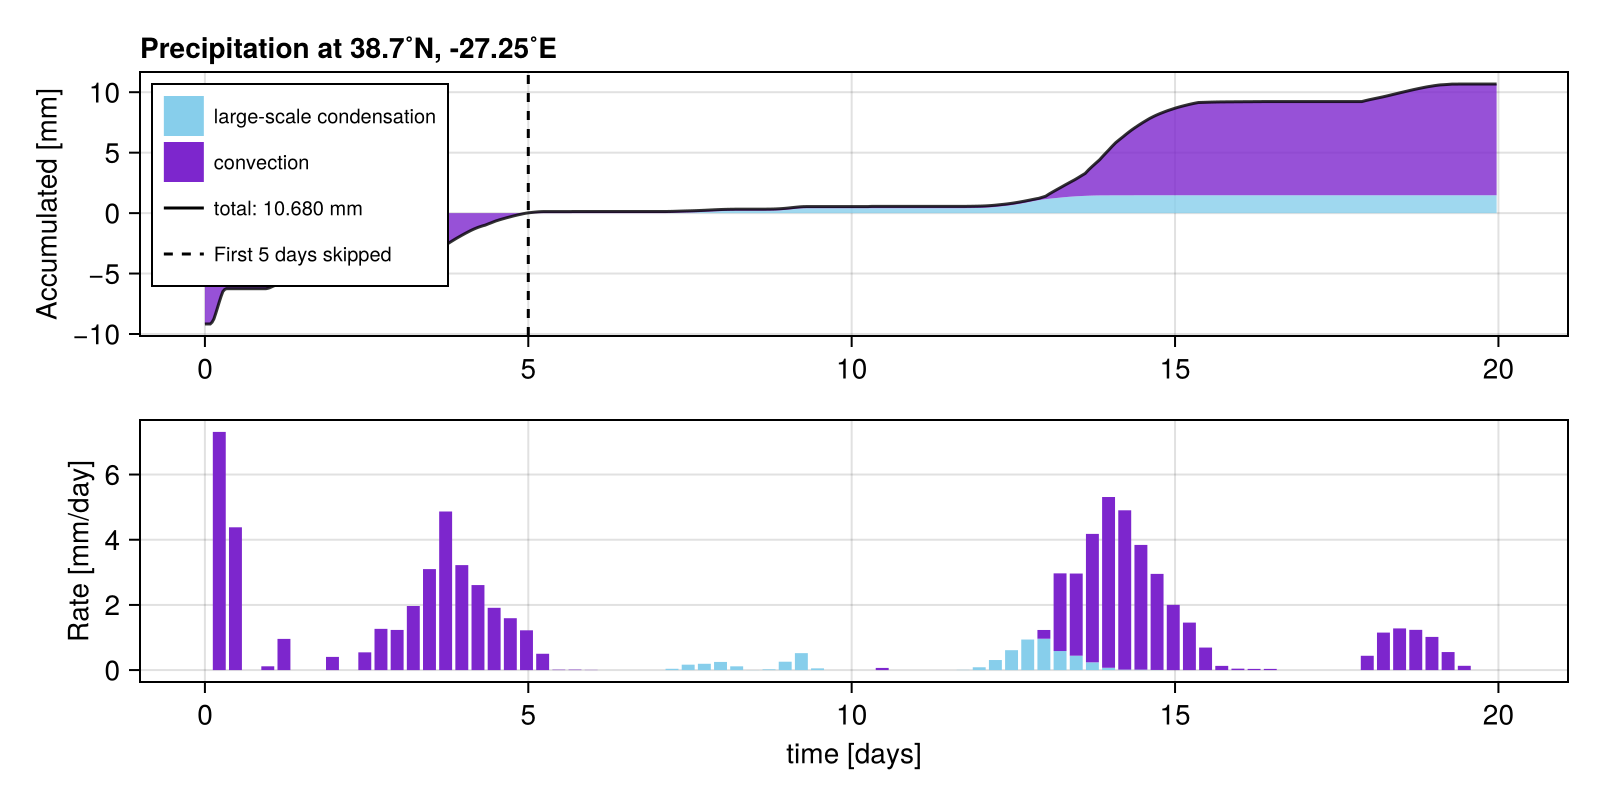 Precipitation at 38.7˚N, -27.25˚E
Accumulated [mm]
10
5
0
−5
−10
large-scale condensation
convection
total: 10.680 mm
First 5 days skipped
0 5 10 15 20
Rate [mm/day]
6
4
2
0
0 5 10 15 20
time [days]